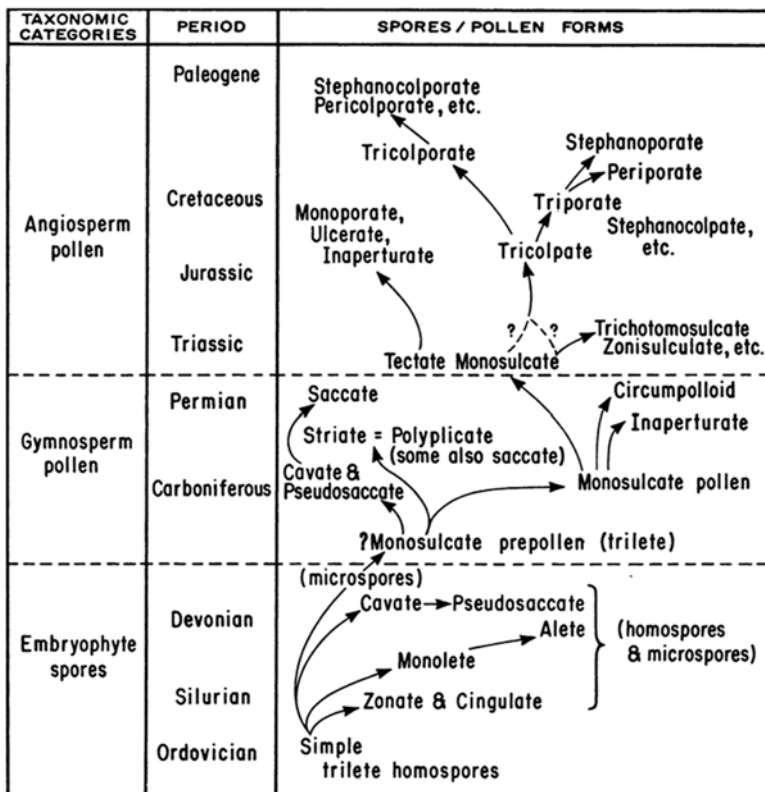 TAXONOMIC CATEGORIES
PERIOD
SPORES / POLLEN FORMS
Angiosperm
pollen
Paleogene
Cretaceous
Jurassic
Triassic
Stephanocolporate
Pericolporate, etc.
Tricolporate
Stephanoporate
Periporate
Triporate
Monoporate,
Ulcerate,
Inaperturate
Stephanocolpate,
etc.
Tricolpate
? ?
Trichotomosulcate
Zonisulculate, etc.
Tectate Monosulcate
Gymnosperm
pollen
Permian
Carboniferous
Saccate
Circumpolloid
Inaperturate
Striate = Polyplicate
(some also saccate)
Cavate &
Pseudosaccate
Monosulcate pollen
?Monosulcate prepollen (trilete)
Embryophyte
spores
Devonian
Silurian
Ordovician
(microspores)
Cavate Pseudosaccate
Alete
Monolete
(homospores
& microspores)
Zonate & Cingulate
Simple
trilete homospores